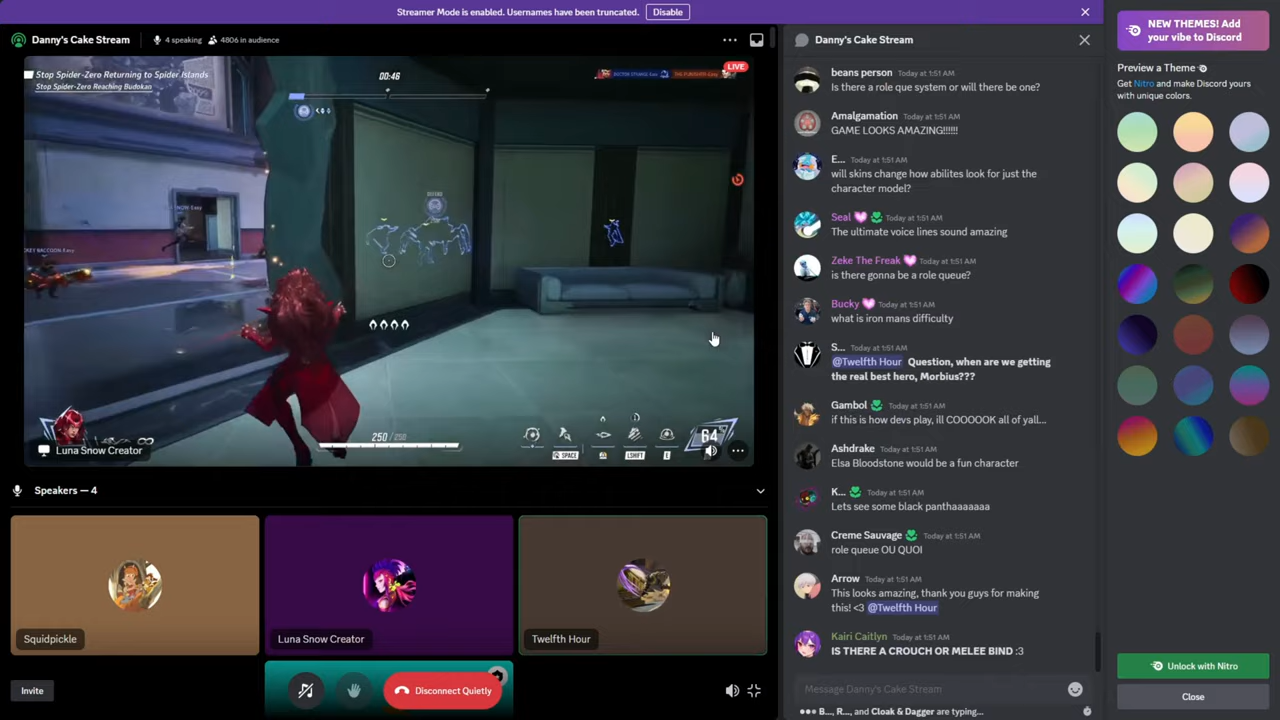 Streamer Mode is enabled. Usernames have been truncated.
Disable
Danny's Cake Stream
4 speaking
4806 in audience
Stop Spider-Zero Returning to Spider Islands
Stop Spider-Zero Reaching Budokan
00:46
LIVE
250 / 250
SPACE
LSHIFT
E
64
Luna Snow Creator
Speakers — 4
Squidpickle
Luna Snow Creator
Twelfth Hour
Invite
Disconnect Quietly
Danny's Cake Stream
beans person Today at 1:51 AM
Is there a role que system or will there be one?
Amalgamation Today at 1:51 AM
GAME LOOKS AMAZING!!!!!!
E... Today at 1:51 AM
will skins change how abilites look for just the
character model?
Seal Today at 1:51 AM
The ultimate voice lines sound amazing
Zeke The Freak Today at 1:51 AM
is there gonna be a role queue?
Bucky Today at 1:51 AM
what is iron mans difficulty
S... Today at 1:51 AM
@Twelfth Hour Question, when are we getting
the real best hero, Morbius???
Gambol Today at 1:51 AM
if this is how devs play, ill COOOOOK all of yall...
Ashdrake Today at 1:51 AM
Elsa Bloodstone would be a fun character
K... Today at 1:51 AM
Lets see some black panthaaaaaaa
Creme Sauvage Today at 1:51 AM
role queue OU QUOI
Arrow Today at 1:51 AM
This looks amazing, thank you guys for making
this! <3 @Twelfth Hour
Kairi Caitlyn Today at 1:51 AM
IS THERE A CROUCH OR MELEE BIND :3
Message Danny's Cake Stream
B..., R..., and Cloak & Dagger are typing...
NEW THEMES! Add
your vibe to Discord
Preview a Theme
Get Nitro and make Discord yours
with unique colors.
Unlock with Nitro
Close